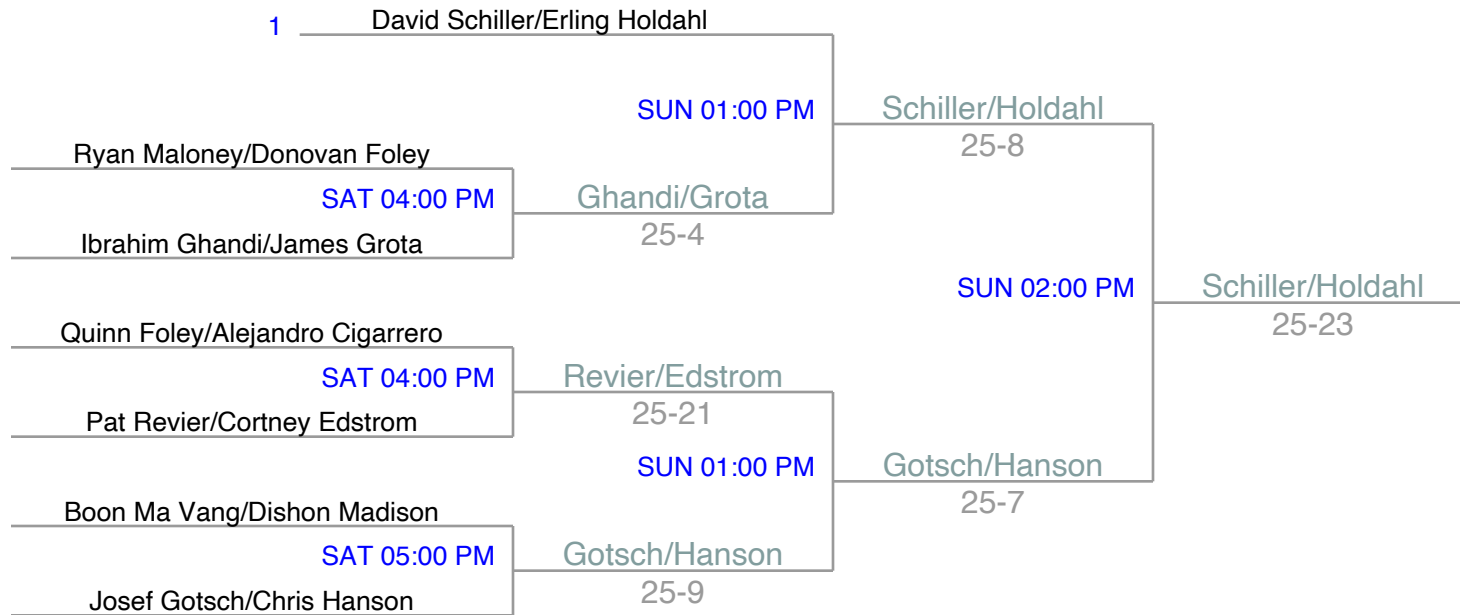 1 David Schiller/Erling Holdahl
SUN 01:00 PM Schiller/Holdahl
25-8
Ryan Maloney/Donovan Foley
SAT 04:00 PM Ghandi/Grota
25-4
Ibrahim Ghandi/James Grota
SUN 02:00 PM Schiller/Holdahl
25-23
Quinn Foley/Alejandro Cigarrero
SAT 04:00 PM Revier/Edstrom
25-21
Pat Revier/Cortney Edstrom
SUN 01:00 PM Gotsch/Hanson
25-7
Boon Ma Vang/Dishon Madison
SAT 05:00 PM Gotsch/Hanson
25-9
Josef Gotsch/Chris Hanson